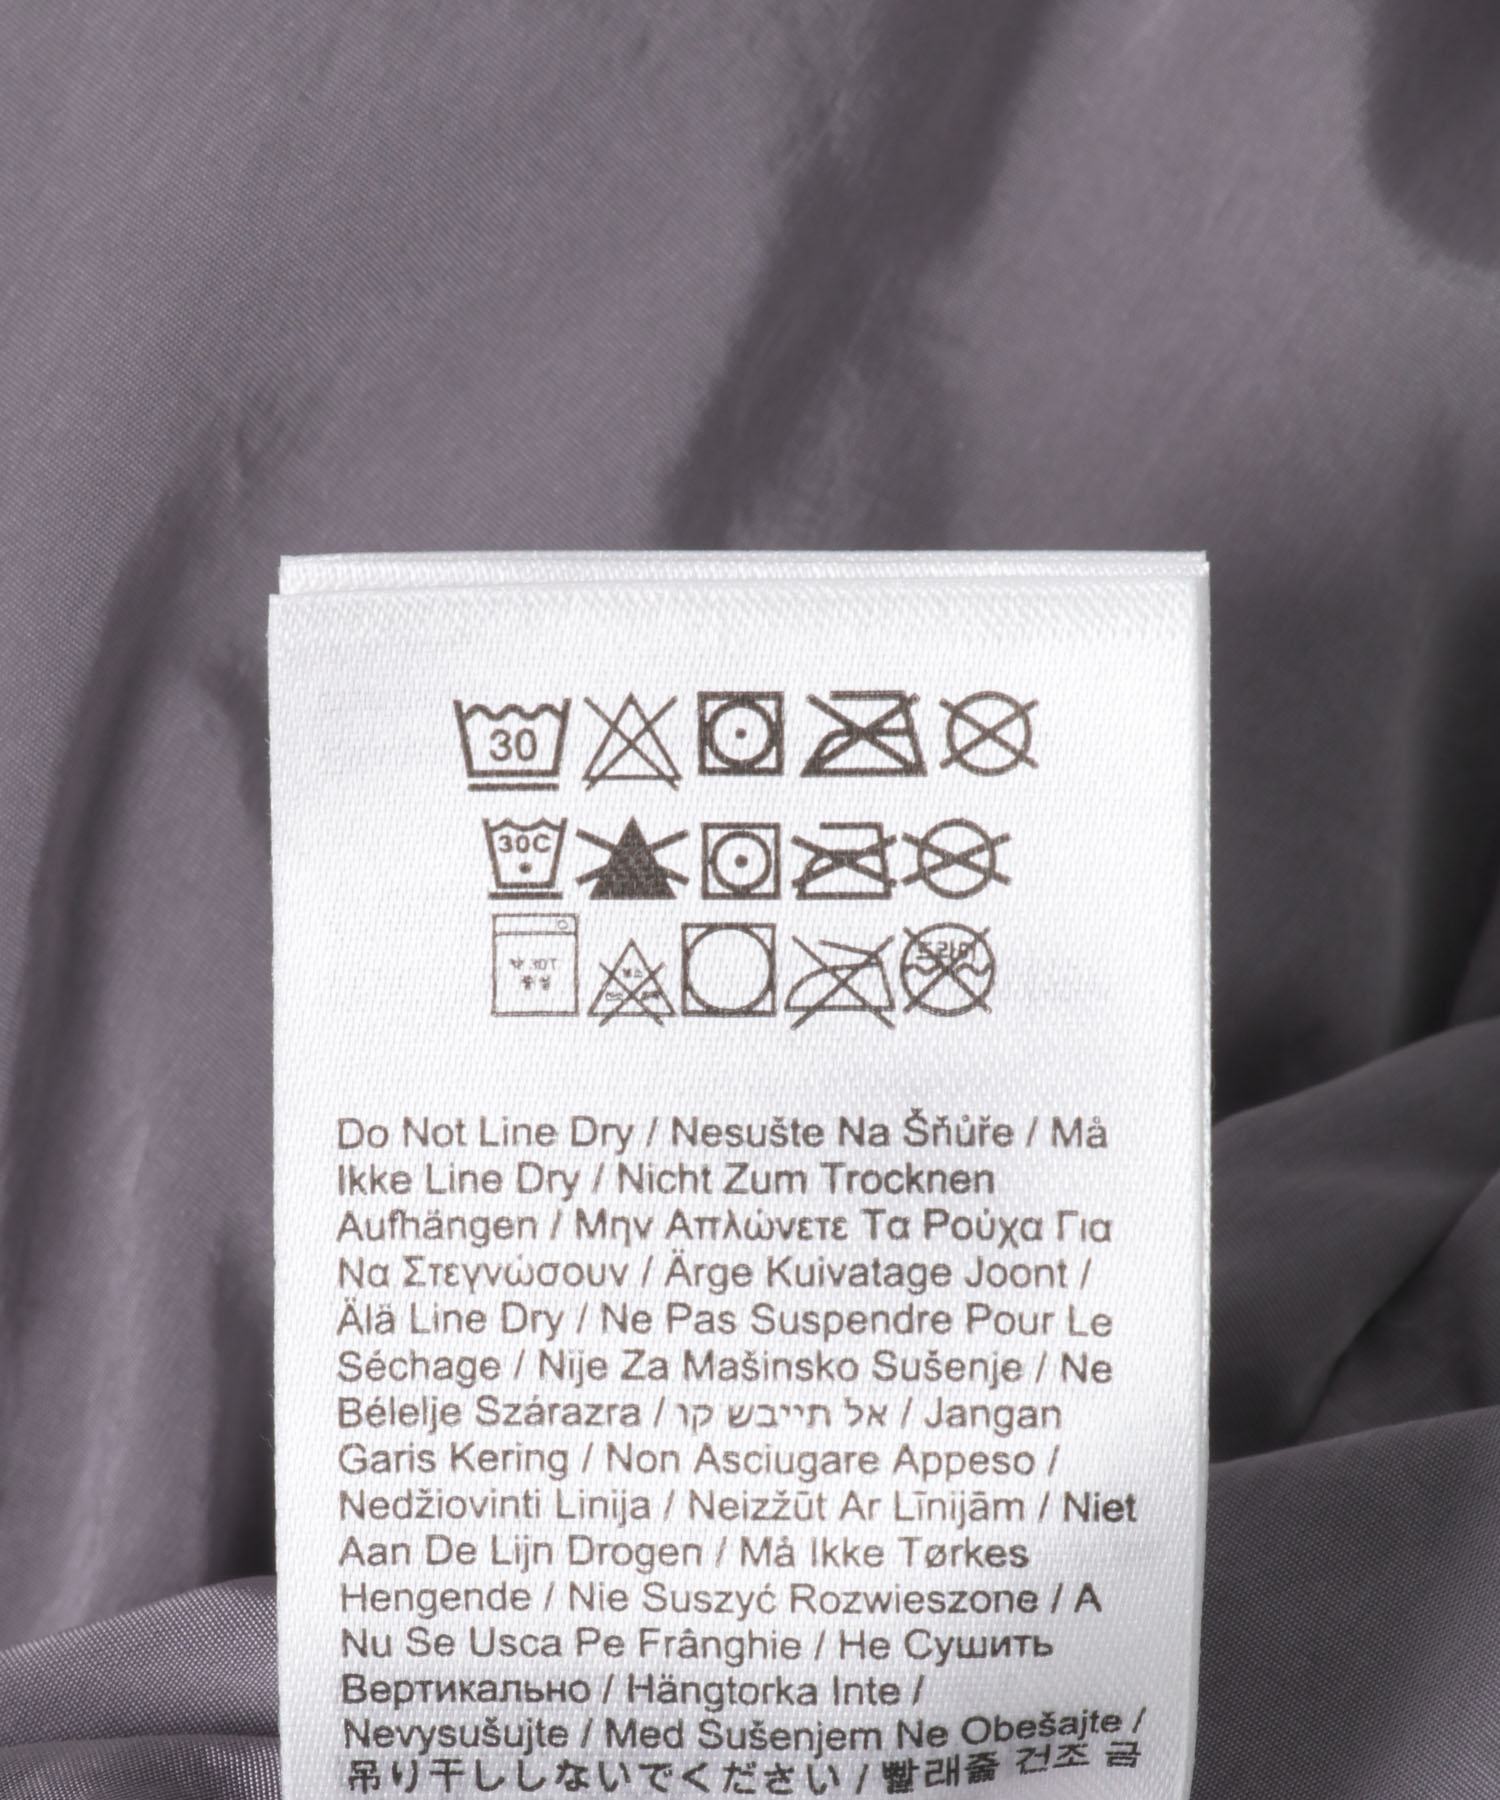 30
30C
드라이
Do Not Line Dry / Nesušte Na Šňůře / Må
Ikke Line Dry / Nicht Zum Trocknen
Aufhängen / Μην Απλώνετε Τα Ρούχα Για
Να Στεγνώσουν / Ärge Kuivatage Joont /
Älä Line Dry / Ne Pas Suspendre Pour Le
Séchage / Nije Za Mašinsko Sušenje / Ne
Bélelje Szárazra / אל תייבש קו / Jangan
Garis Kering / Non Asciugare Appeso /
Nedžiovinti Linija / Neizžūt Ar Līnijām / Niet
Aan De Lijn Drogen / Må Ikke Tørkes
Hengende / Nie Suszyć Rozwieszone / A
Nu Se Usca Pe Frânghie / Не Сушить
Вертикально / Hängtorka Inte /
Nevysušujte / Med Sušenjem Ne Obešajte /
吊り干ししないでください / 빨래줄 건조 금